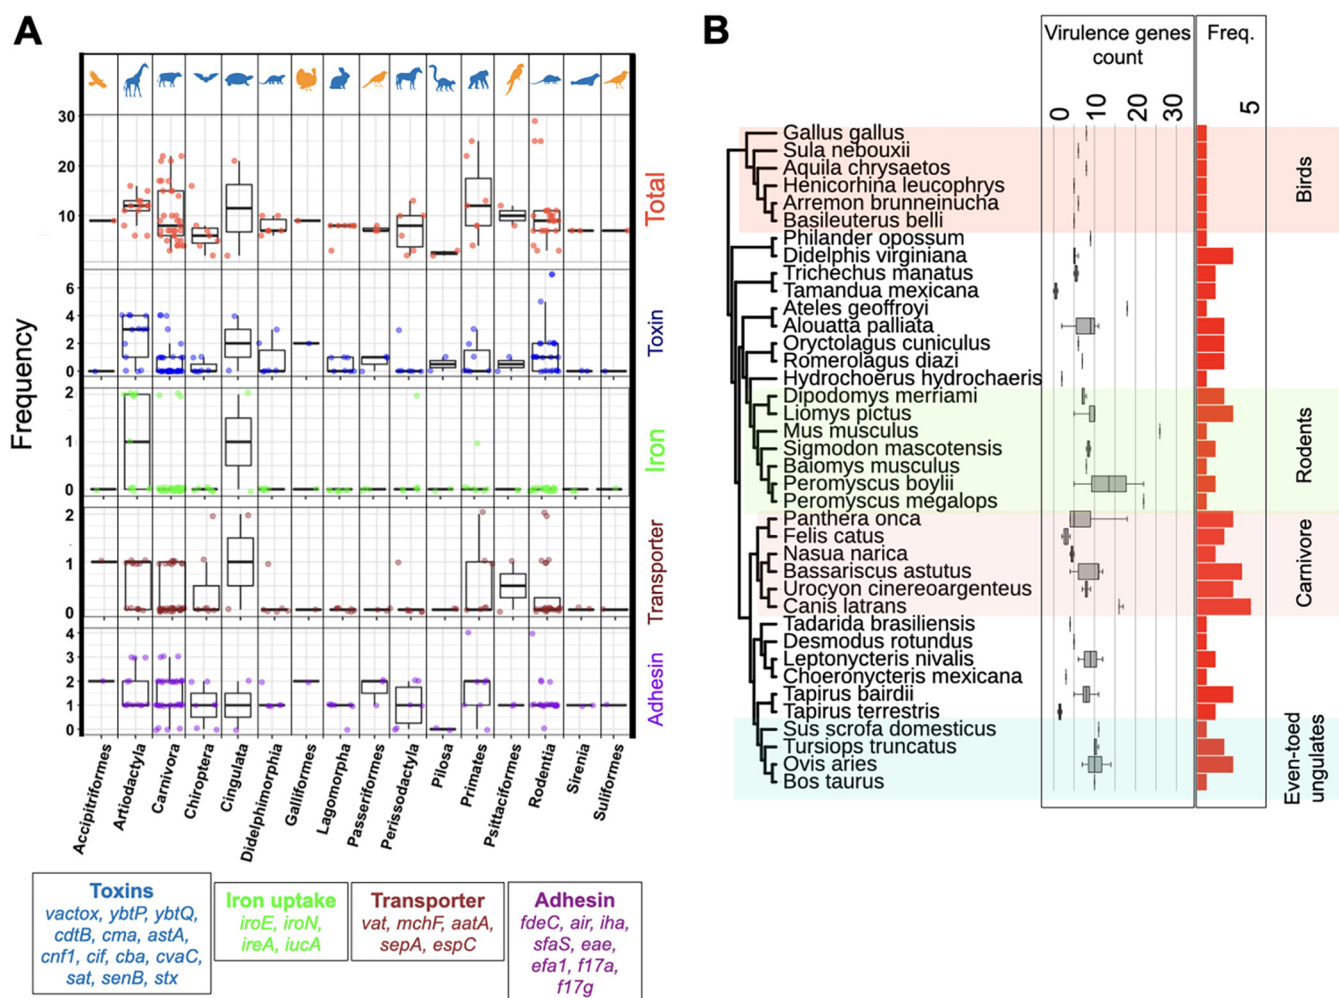 A
30
20
10
Total
6
4
2
0
Toxin
2
1
0
Iron
2
1
0
Transporter
4
3
2
1
0
Adhesin
Frequency
Accipitriformes
Artiodactyla
Carnivora
Chiroptera
Cingulata
Didelphimorphia
Galliformes
Lagomorpha
Passeriformes
Perissodactyla
Pilosa
Primates
Psittaciformes
Rodentia
Sirenia
Suliformes
Toxins
vactox, ybtP, ybtQ,
cdtB, cma, astA,
cnf1, cif, cba, cvaC,
sat, senB, stx
Iron uptake
iroE, iroN,
ireA, iucA
Transporter
vat, mchF, aatA,
sepA, espC
Adhesin
fdeC, air, iha,
sfaS, eae,
efa1, f17a,
f17g
B
Virulence genes
count
Freq.
0 10 20 30
5
Gallus gallus
Sula nebouxii
Aquila chrysaetos
Henicorhina leucophrys
Arremon brunneinucha
Basileuterus belli
Philander opossum
Didelphis virginiana
Trichechus manatus
Tamandua mexicana
Ateles geoffroyi
Alouatta palliata
Oryctolagus cuniculus
Romerolagus diazi
Hydrochoerus hydrochaeris
Dipodomys merriami
Liomys pictus
Mus musculus
Sigmodon mascotensis
Baiomys musculus
Peromyscus boylii
Peromyscus megalops
Panthera onca
Felis catus
Nasua narica
Bassariscus astutus
Urocyon cinereoargenteus
Canis latrans
Tadarida brasiliensis
Desmodus rotundus
Leptonycteris nivalis
Choeronycteris mexicana
Tapirus bairdii
Tapirus terrestris
Sus scrofa domesticus
Tursiops truncatus
Ovis aries
Bos taurus
Birds
Rodents
Carnivore
Even-toed
ungulates